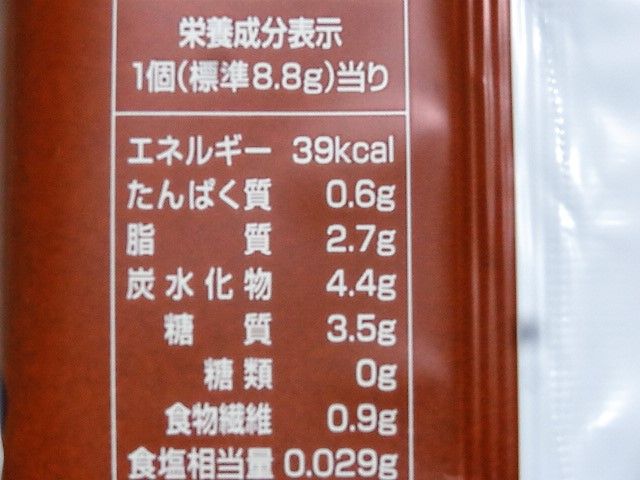 栄養成分表示
1個(標準8.8g)当り
エネルギー 39kcal
たんぱく質 0.6g
脂質 2.7g
炭水化物 4.4g
糖質 3.5g
糖類 0g
食物繊維 0.9g
食塩相当量 0.029g